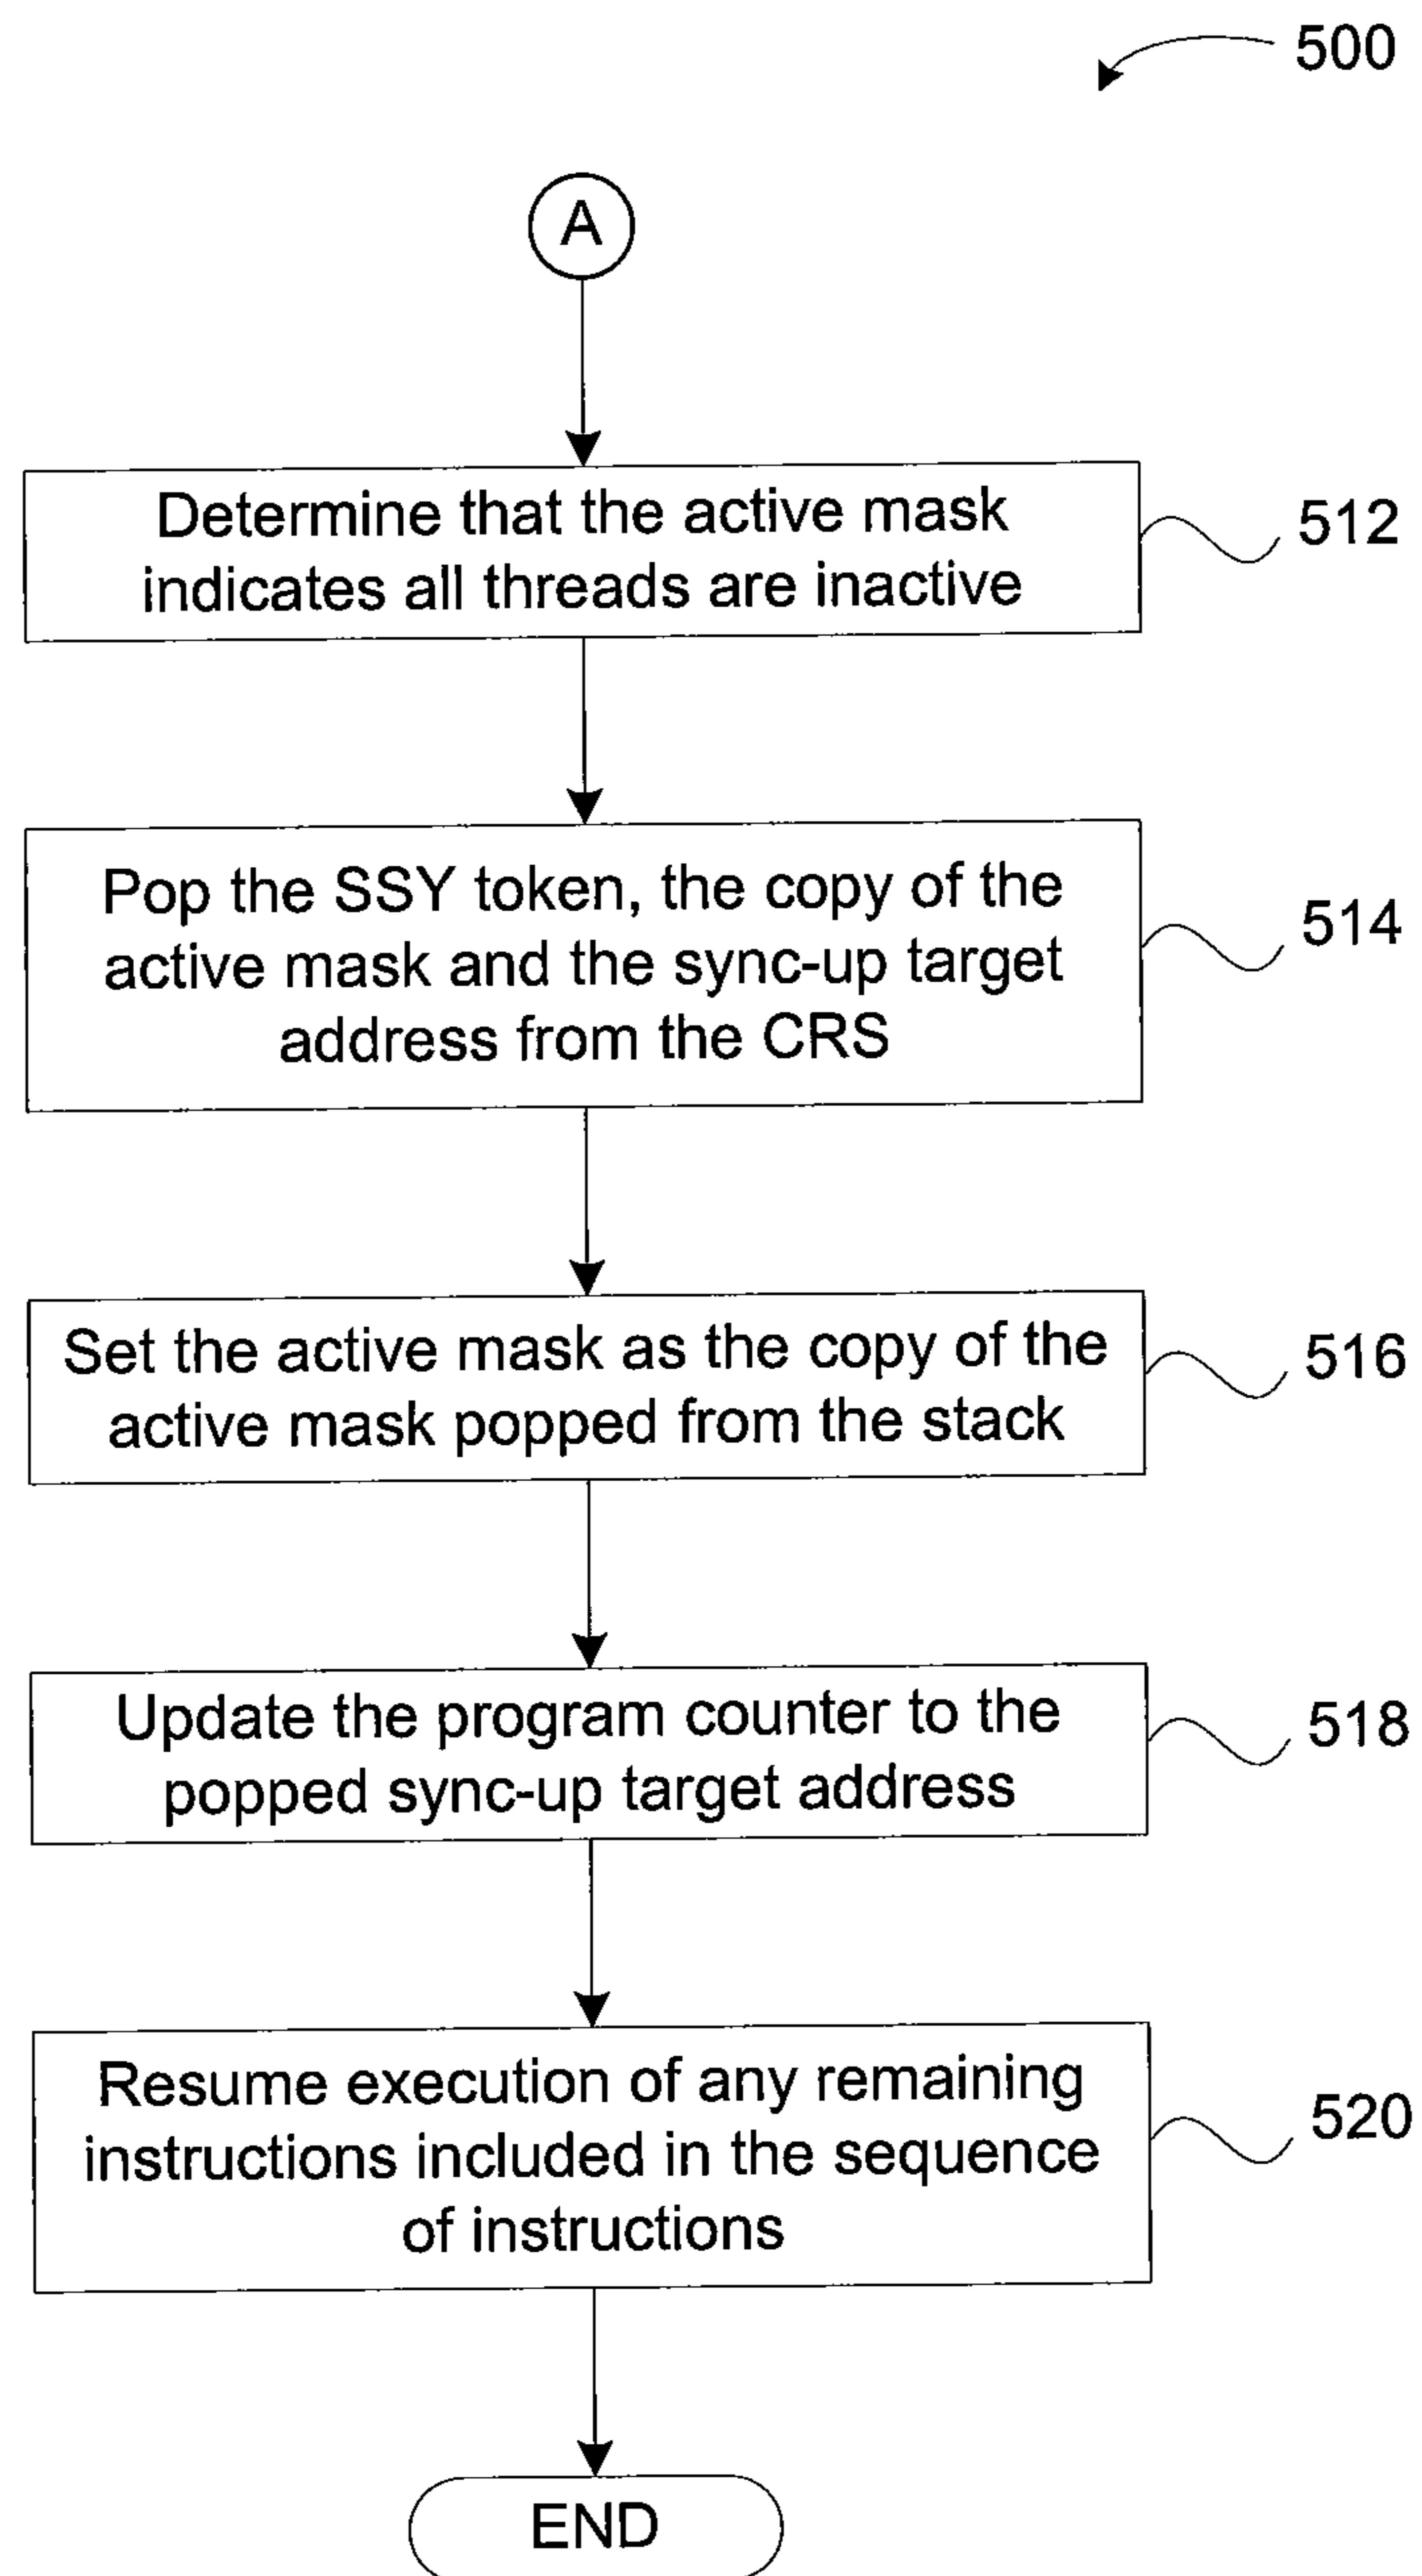 500
A
Determine that the active mask
indicates all threads are inactive
512
Pop the SSY token, the copy of the
active mask and the sync-up target
address from the CRS
514
Set the active mask as the copy of the
active mask popped from the stack
516
Update the program counter to the
popped sync-up target address
518
Resume execution of any remaining
instructions included in the sequence
of instructions
520
END